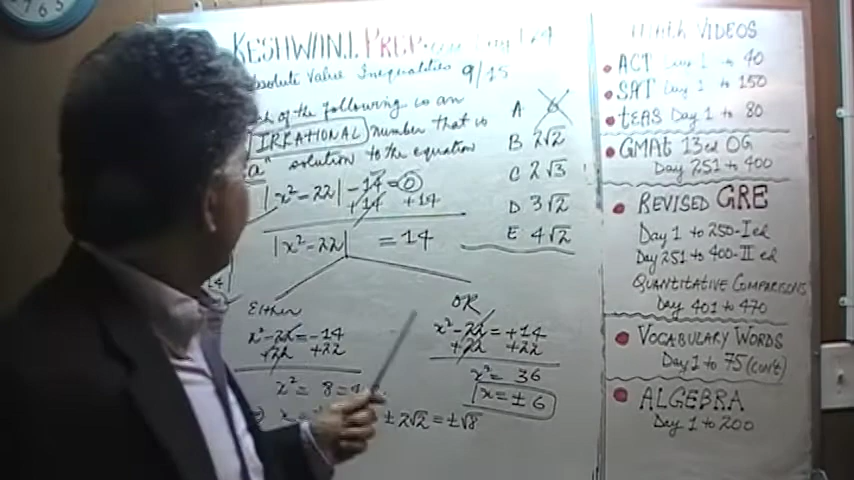 KESHWANI PREP
Absolute Value Inequalities 9/15
of the following is an
IRRATIONAL number that is
"a" solution to the equation
|x² - 22| - 14 = 0
+14 +14
|x² - 22| = 14
A 6
B 2√2
C 2√3
D 3√2
E 4√2
Either
x² - 22 = -14
+22 +22
x² = 8 = 4
± 2√2 = ±√8
OR
x² - 22 = +14
+22 +22
x² = 36
x = ± 6
MATH VIDEOS
ACT Day 1 to 40
SAT Day 1 to 150
tEAS Day 1 to 80
GMAt 13 ed OG
Day 251 to 400
REVISED GRE
Day 1 to 250 - I ed
Day 251 to 400 - II ed
QUANTITATIVE COMPARISONS
Day 401 to 470
VOCABULARY WORDS
Day 1 to 75 (cont)
ALGEBRA
Day 1 to 200